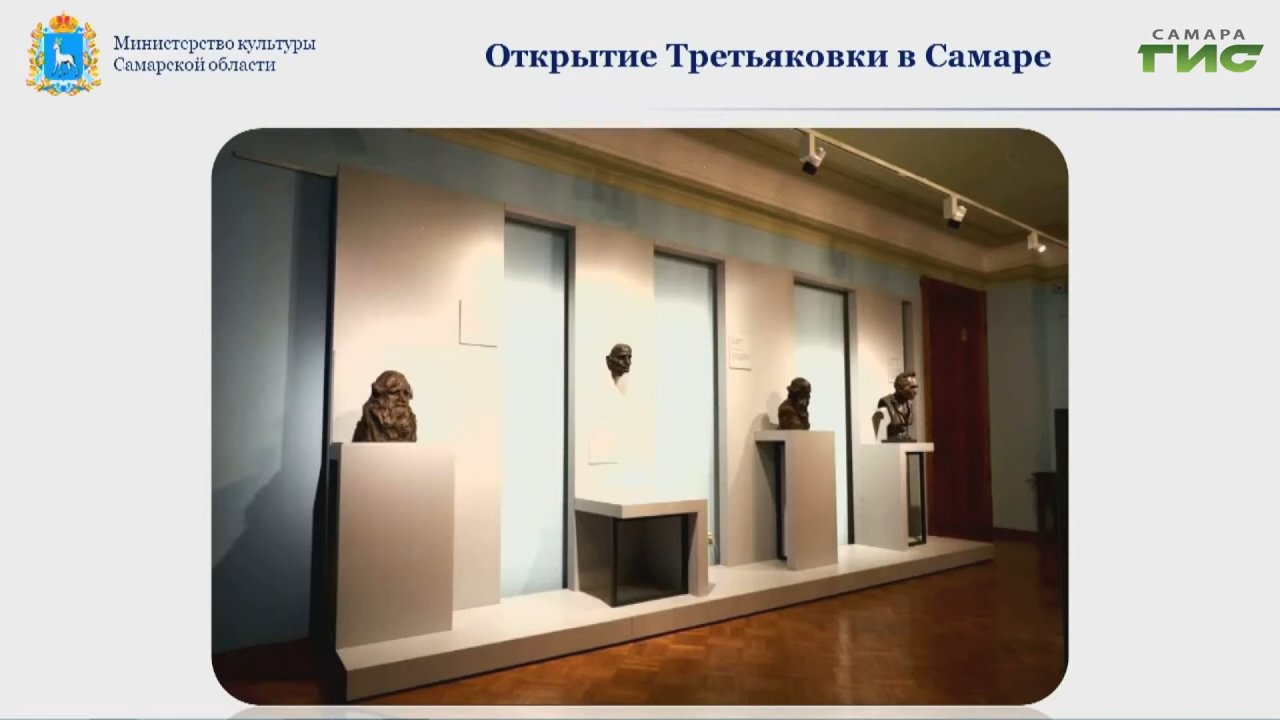 Министерство культуры
Самарской области
Открытие Третьяковки в Самаре
САМАРА
ГИС